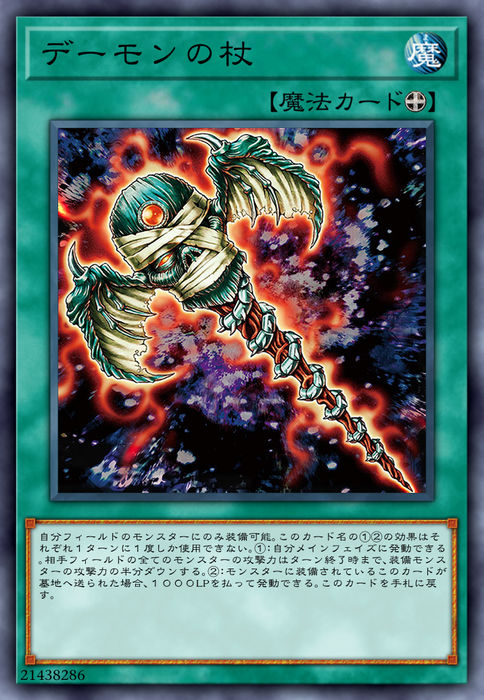 デーモンの杖
魔
【魔法カード】
自分フィールドのモンスターにのみ装備可能。このカード名の①②の効果はそ
れぞれ１ターンに１度しか使用できない。①:自分メインフェイズに発動できる。
相手フィールドの全てのモンスターの攻撃力はターン終了時まで、装備モン
スターの攻撃力の半分ダウンする。②:モンスターに装備されているこのカードが
墓地へ送られた場合、１０００LPを払って発動できる。このカードを手札に戻
す。
21438286